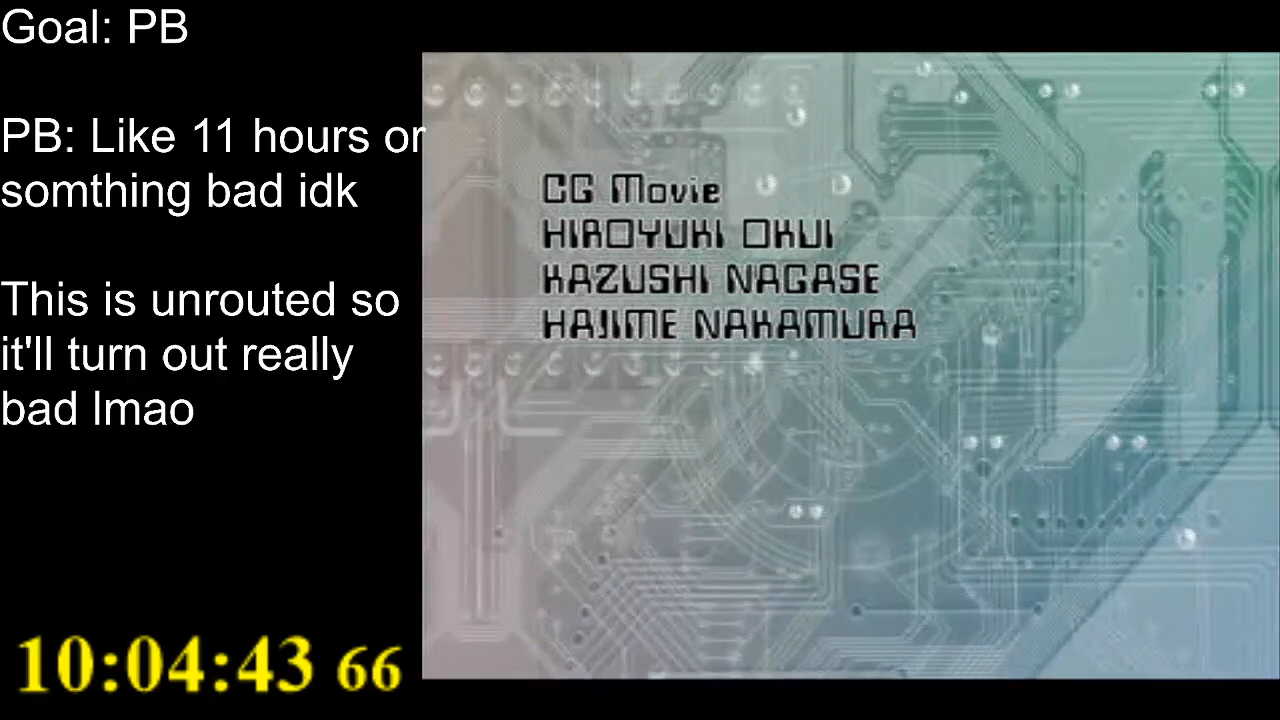 Goal: PB
PB: Like 11 hours or
somthing bad idk
This is unrouted so
it'll turn out really
bad lmao
CG Movie
HIROYUKI OKUI
KAZUSHI NAGASE
HAJIME NAKAMURA
10:04:43 66